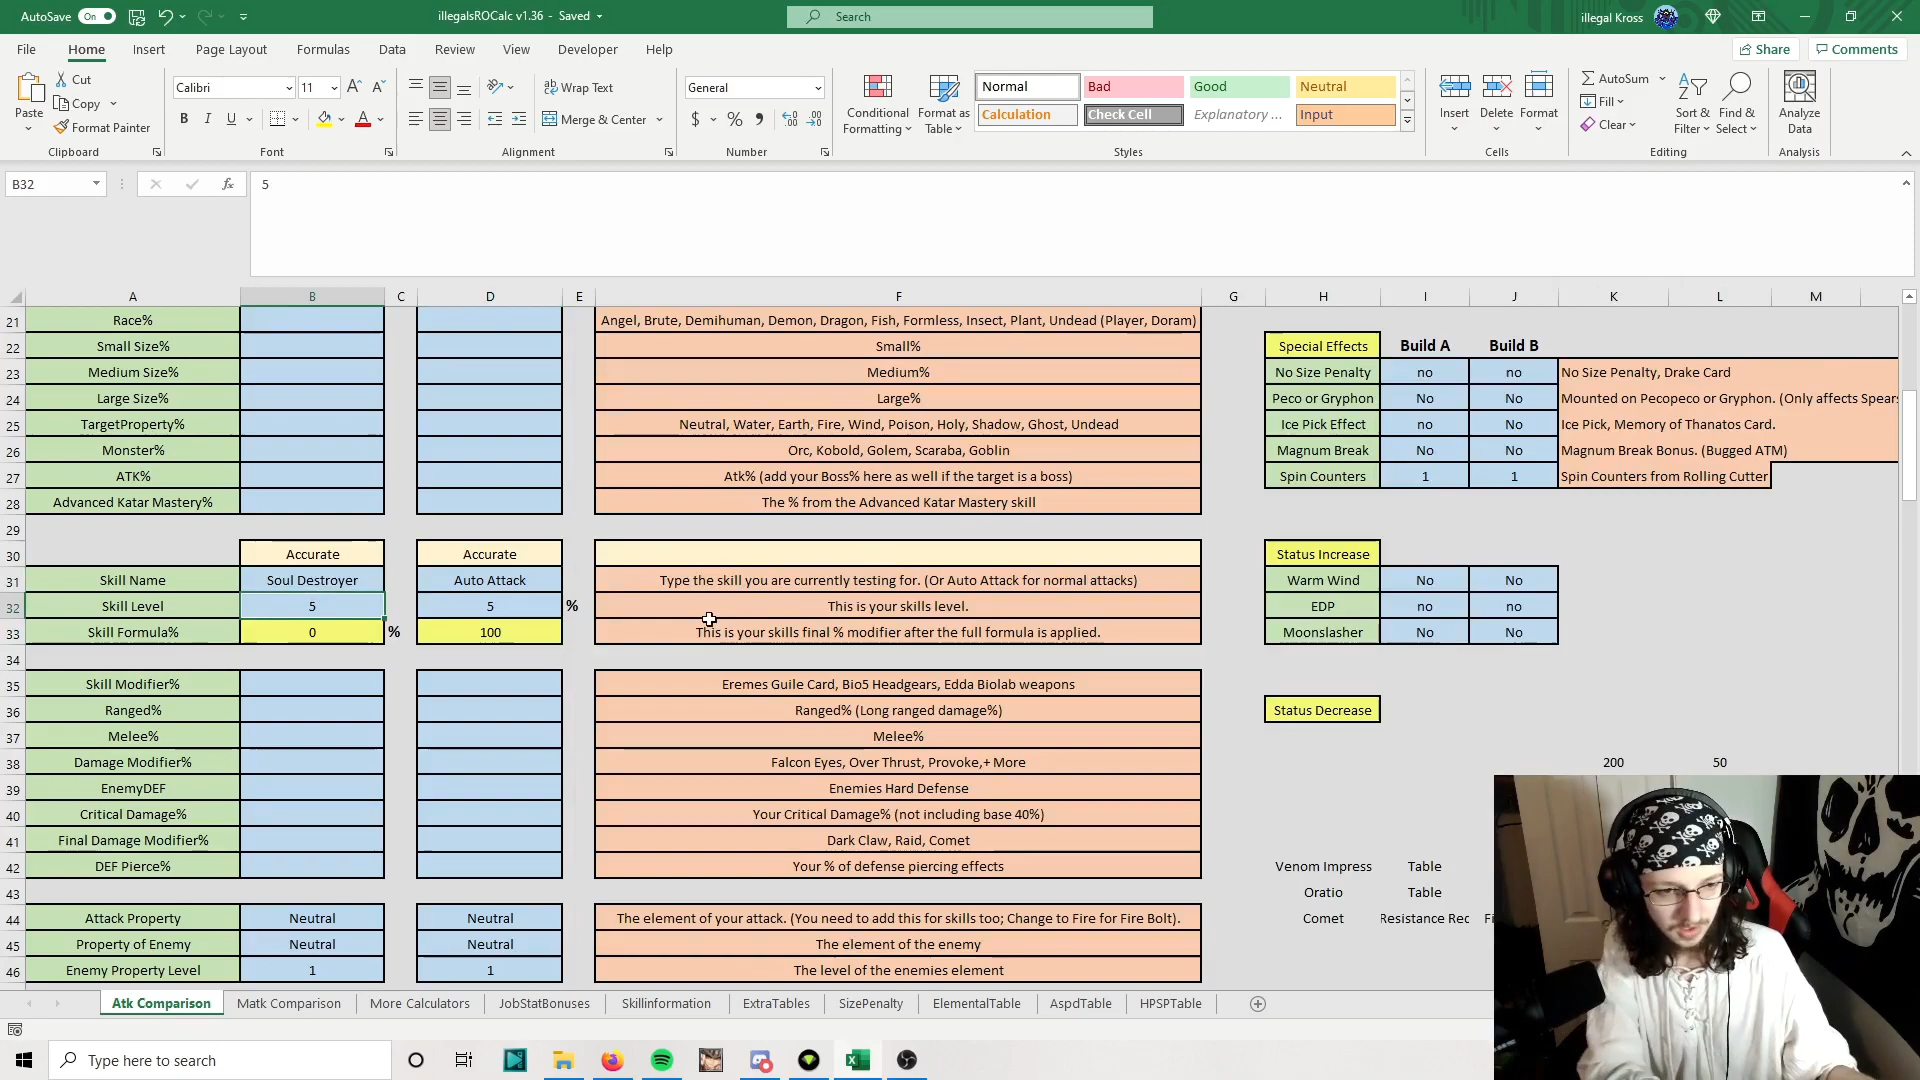 AutoSave On illegalsROCalc v1.36 - Saved Search illegal Kross
File Home Insert Page Layout Formulas Data Review View Developer Help Share Comments
Paste Cut Copy Format Painter Clipboard
Calibri 11 B I U Font
Wrap Text Merge & Center Alignment
General $ % Number
Conditional Formatting Format as Table
Normal Bad Good Neutral
Calculation Check Cell Explanatory ... Input
Styles
Insert Delete Format Cells
AutoSum Fill Clear Sort & Filter Find & Select Editing
Analyze Data Analysis
B32 fx 5
A B C D E F G H I J K L M
21 Race% Angel, Brute, Demihuman, Demon, Dragon, Fish, Formless, Insect, Plant, Undead (Player, Doram)
22 Small Size% Small% Special Effects Build A Build B
23 Medium Size% Medium% No Size Penalty no no No Size Penalty, Drake Card
24 Large Size% Large% Peco or Gryphon No No Mounted on Pecopeco or Gryphon. (Only affects Spears
25 TargetProperty% Neutral, Water, Earth, Fire, Wind, Poison, Holy, Shadow, Ghost, Undead Ice Pick Effect no No Ice Pick, Memory of Thanatos Card.
26 Monster% Orc, Kobold, Golem, Scaraba, Goblin Magnum Break No No Magnum Break Bonus. (Bugged ATM)
27 ATK% Atk% (add your Boss% here as well if the target is a boss) Spin Counters 1 1 Spin Counters from Rolling Cutter
28 Advanced Katar Mastery% The % from the Advanced Katar Mastery skill
29
30 Accurate Accurate Status Increase
31 Skill Name Soul Destroyer Auto Attack Type the skill you are currently testing for. (Or Auto Attack for normal attacks) Warm Wind No No
32 Skill Level 5 5 % This is your skills level. EDP no no
33 Skill Formula% 0 % 100 This is your skills final % modifier after the full formula is applied. Moonslasher No No
34
35 Skill Modifier% Eremes Guile Card, Bio5 Headgears, Edda Biolab weapons
36 Ranged% Ranged% (Long ranged damage%) Status Decrease
37 Melee% Melee%
38 Damage Modifier% Falcon Eyes, Over Thrust, Provoke,+ More 200 50
39 EnemyDEF Enemies Hard Defense
40 Critical Damage% Your Critical Damage% (not including base 40%)
41 Final Damage Modifier% Dark Claw, Raid, Comet
42 DEF Pierce% Your % of defense piercing effects Venom Impress Table
43 Oratio Table
44 Attack Property Neutral Neutral The element of your attack. (You need to add this for skills too; Change to Fire for Fire Bolt). Comet Resistance Rec
45 Property of Enemy Neutral Neutral The element of the enemy
46 Enemy Property Level 1 1 The level of the enemies element
Atk Comparison Matk Comparison More Calculators JobStatBonuses Skillinformation ExtraTables SizePenalty ElementalTable AspdTable HPSPTable
Type here to search